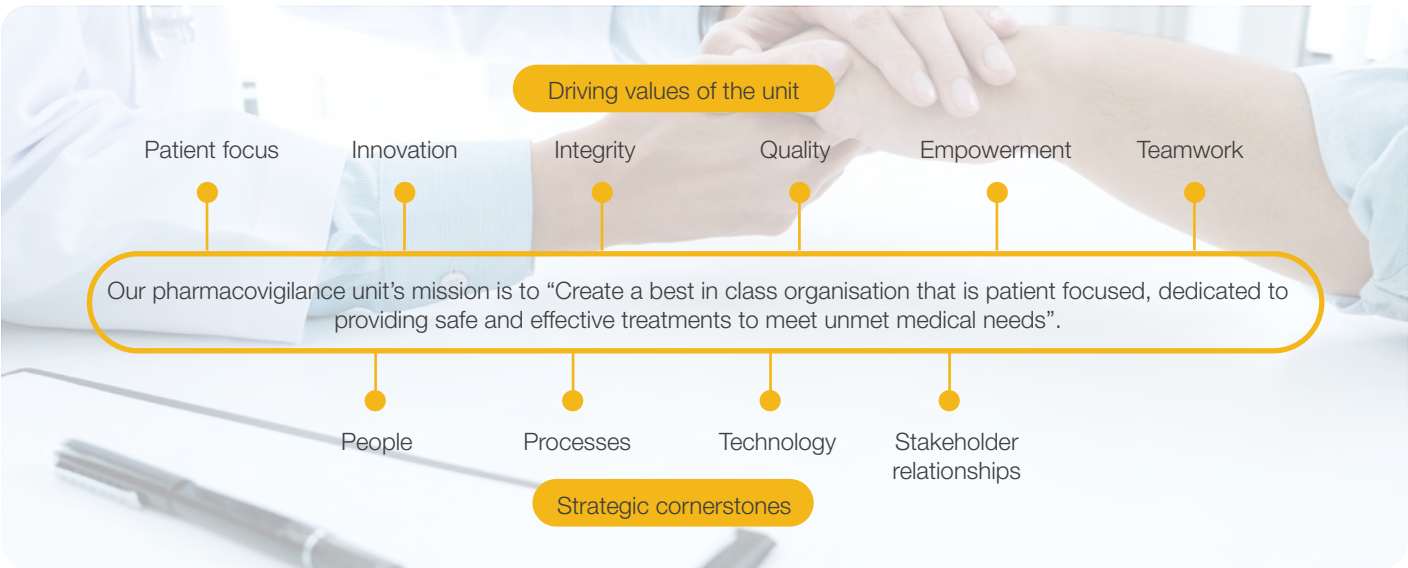 Driving values of the unit
Patient focus
Innovation
Integrity
Quality
Empowerment
Teamwork
Our pharmacovigilance unit’s mission is to “Create a best in class organisation that is patient focused, dedicated to
providing safe and effective treatments to meet unmet medical needs”.
People
Processes
Technology
Stakeholder
relationships
Strategic cornerstones